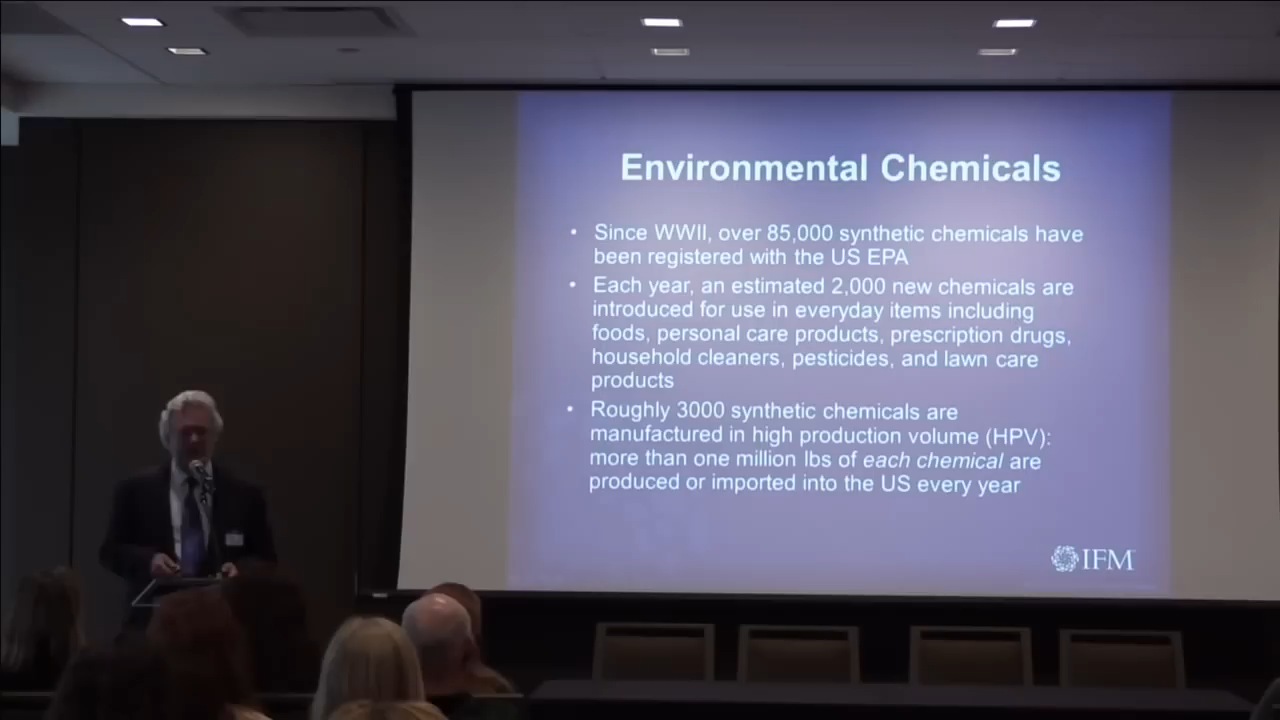 Environmental Chemicals
• Since WWII, over 85,000 synthetic chemicals have
been registered with the US EPA
• Each year, an estimated 2,000 new chemicals are
introduced for use in everyday items including
foods, personal care products, prescription drugs,
household cleaners, pesticides, and lawn care
products
• Roughly 3000 synthetic chemicals are
manufactured in high production volume (HPV):
more than one million lbs of each chemical are
produced or imported into the US every year
IFM